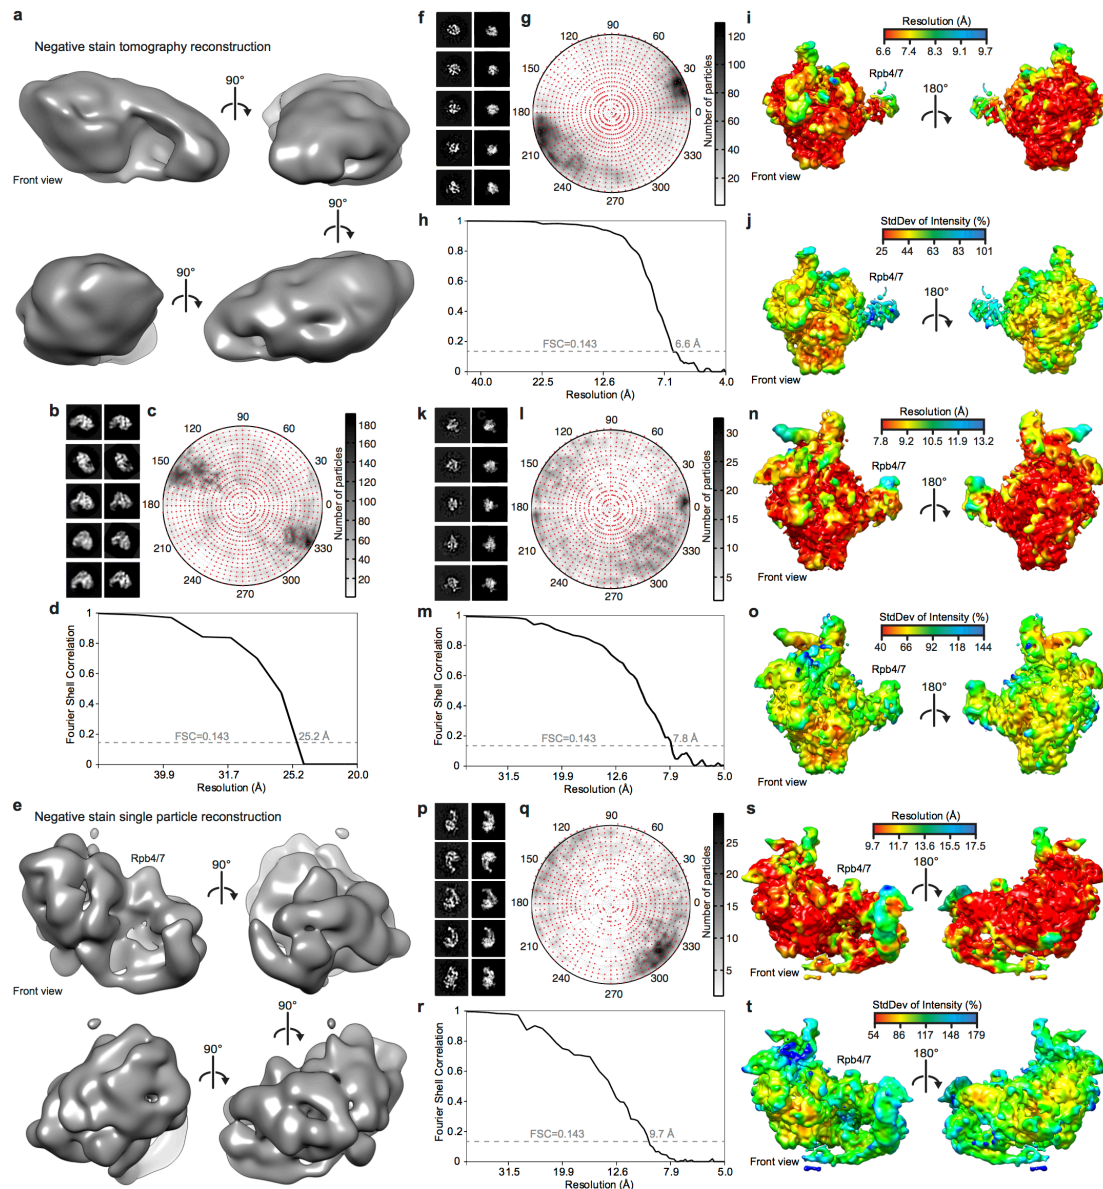 a
Negative stain tomography reconstruction
90°
Front view
90°
90°
b
c
90
120
60
150
30
180
0
210
330
240
300
270
180
160
140
120
100
80
60
40
20
Number of particles
d
1
0.8
0.6
0.4
0.2
0
Fourier Shell Correlation
FSC=0.143
25.2 Å
39.9
31.7
25.2
20.0
Resolution (Å)
e
Negative stain single particle reconstruction
Rpb4/7
90°
Front view
90°
90°
f
g
90
120
60
150
30
180
0
210
330
240
300
270
120
100
80
60
40
20
Number of particles
h
1
0.8
0.6
0.4
0.2
0
Fourier Shell Correlation
FSC=0.143
6.6 Å
40.0
22.5
12.6
7.1
4.0
Resolution (Å)
k
l
90
120
60
150
30
180
0
210
330
240
300
270
30
25
20
15
10
5
Number of particles
m
1
0.8
0.6
0.4
0.2
0
Fourier Shell Correlation
FSC=0.143
7.8 Å
31.5
19.9
12.6
7.9
5.0
Resolution (Å)
p
q
90
120
60
150
30
180
0
210
330
240
300
270
25
20
15
10
5
Number of particles
r
1
0.8
0.6
0.4
0.2
0
Fourier Shell Correlation
FSC=0.143
9.7 Å
31.5
19.9
12.6
7.9
5.0
Resolution (Å)
i
Resolution (Å)
6.6 7.4 8.3 9.1 9.7
Rpb4/7
180°
Front view
j
StdDev of Intensity (%)
25 44 63 83 101
Rpb4/7
180°
Front view
n
Resolution (Å)
7.8 9.2 10.5 11.9 13.2
Rpb4/7
180°
Front view
o
StdDev of Intensity (%)
40 66 92 118 144
Rpb4/7
180°
Front view
s
Resolution (Å)
9.7 11.7 13.6 15.5 17.5
Rpb4/7
180°
Front view
t
StdDev of Intensity (%)
54 86 117 148 179
Rpb4/7
180°
Front view